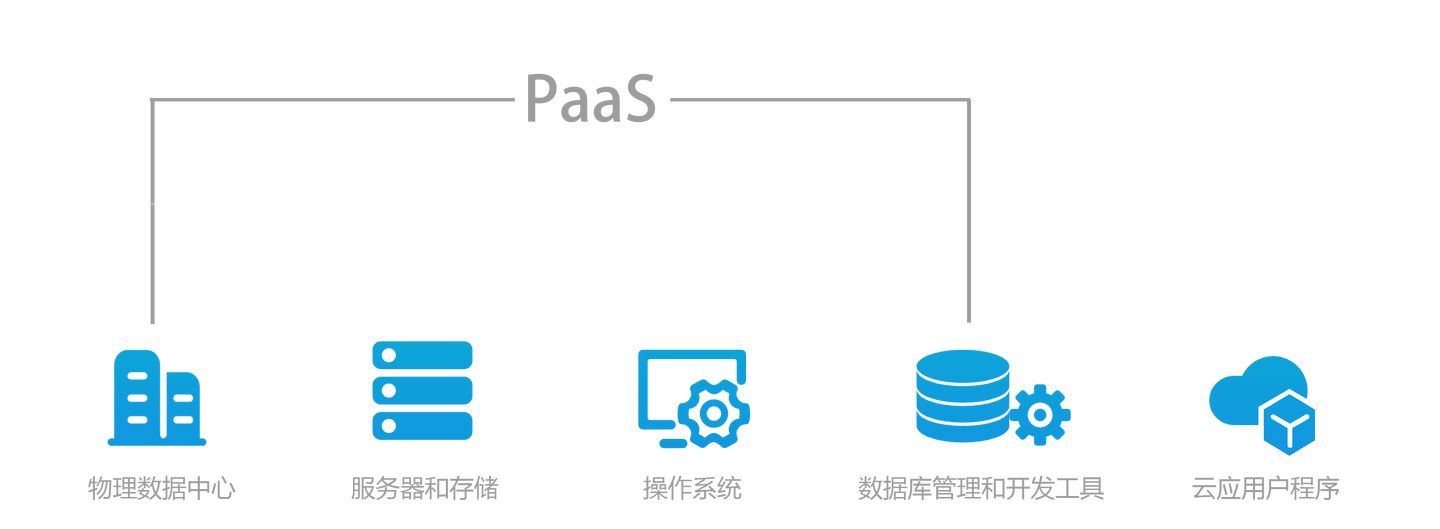 PaaS
物理数据中心
服务器和存储
操作系统
数据库管理和开发工具
云应用户程序